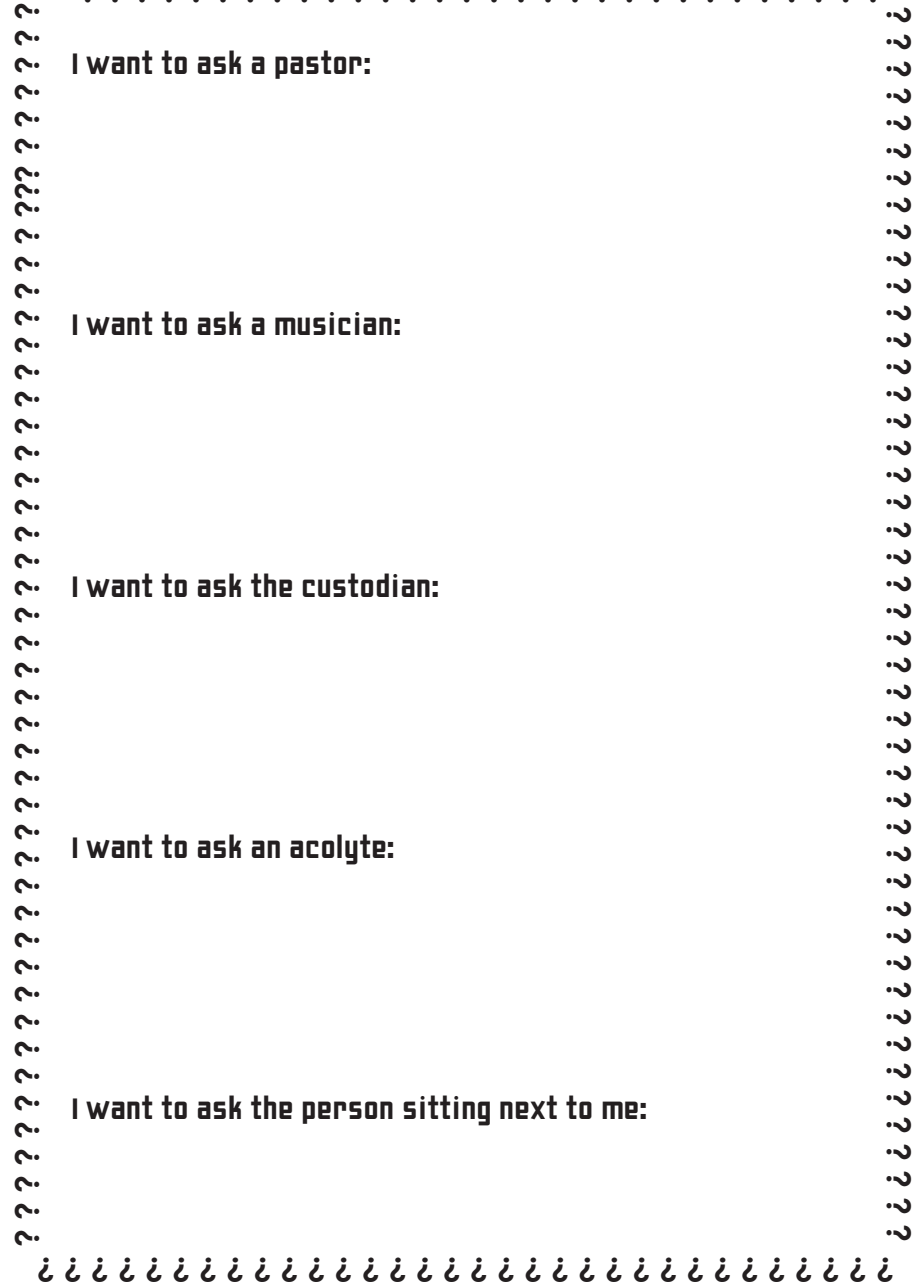 I want to ask a pastor:
I want to ask a musician:
I want to ask the custodian:
I want to ask an acolyte:
I want to ask the person sitting next to me: